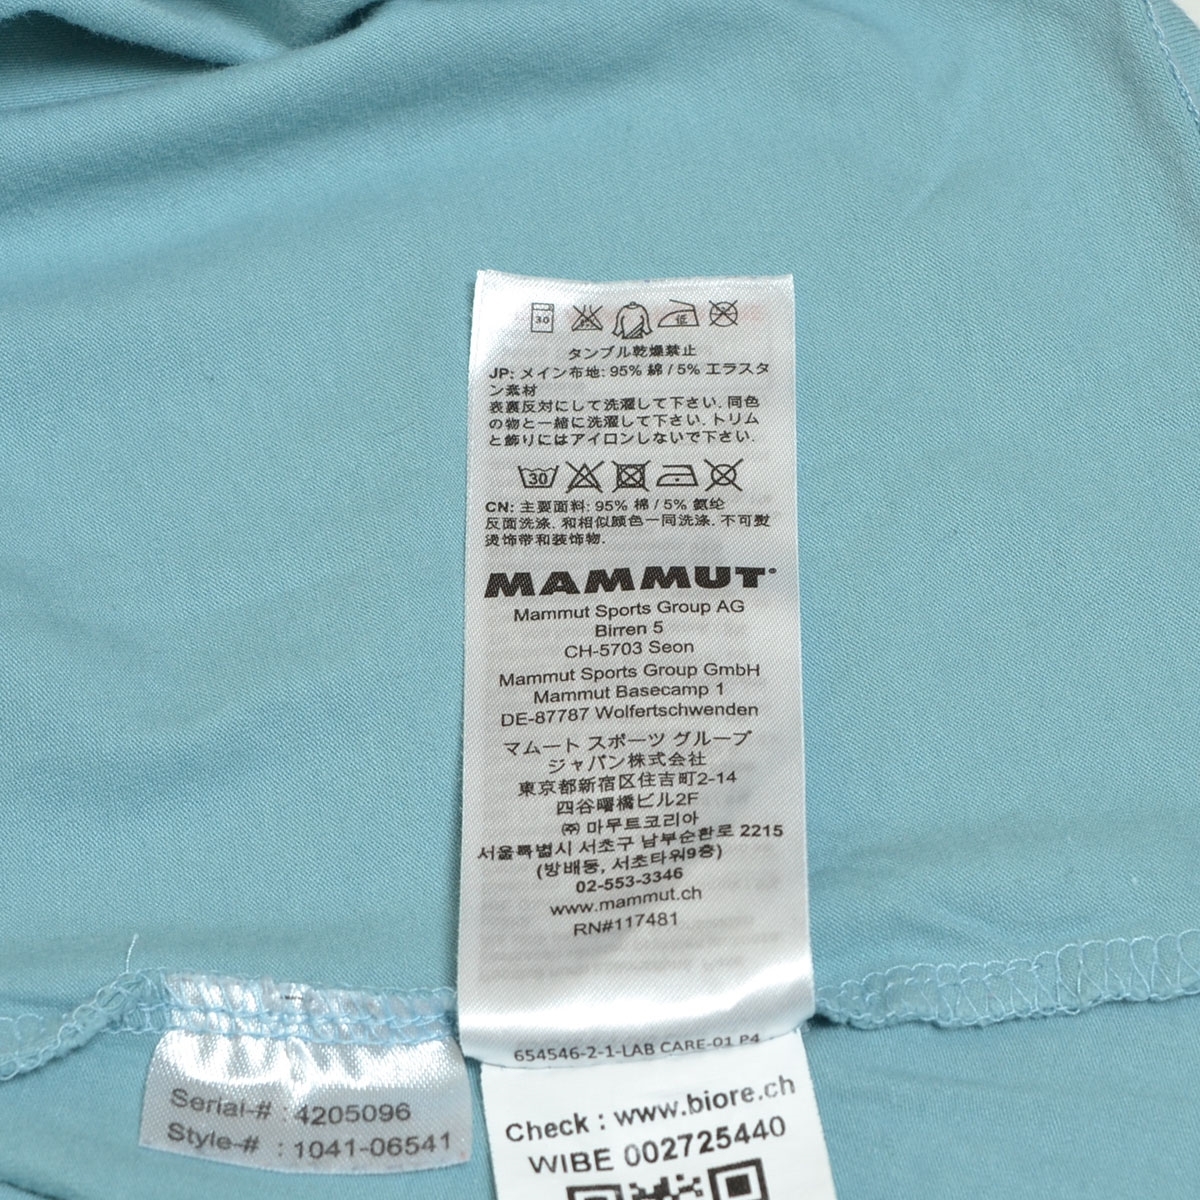 30 低
タンブル乾燥禁止
JP: メイン布地: 95% 綿 / 5% エラスタ
ン素材
表裏反対にして洗濯して下さい. 同色
の物と一緒に洗濯して下さい. トリム
と飾りにはアイロンしないで下さい.
30
CN: 主要面料: 95% 棉 / 5% 氨纶
反面洗涤. 和相似颜色一同洗涤. 不可熨
烫饰带和装饰物.
MAMMUT
Mammut Sports Group AG
Birren 5
CH-5703 Seon
Mammut Sports Group GmbH
Mammut Basecamp 1
DE-87787 Wolfertschwenden
マムート スポーツ グループ
ジャパン株式会社
東京都新宿区住吉町2-14
四谷曙橋ビル2F
㈜ 마무트코리아
서울특별시 서초구 남부순환로 2215
(방배동, 서초타워9층)
02-553-3346
www.mammut.ch
RN#117481
654546-2-1-LAB CARE-01 P4
Serial-# : 4205096
Style-# : 1041-06541
Check : www.biore.ch
WIBE 002725440